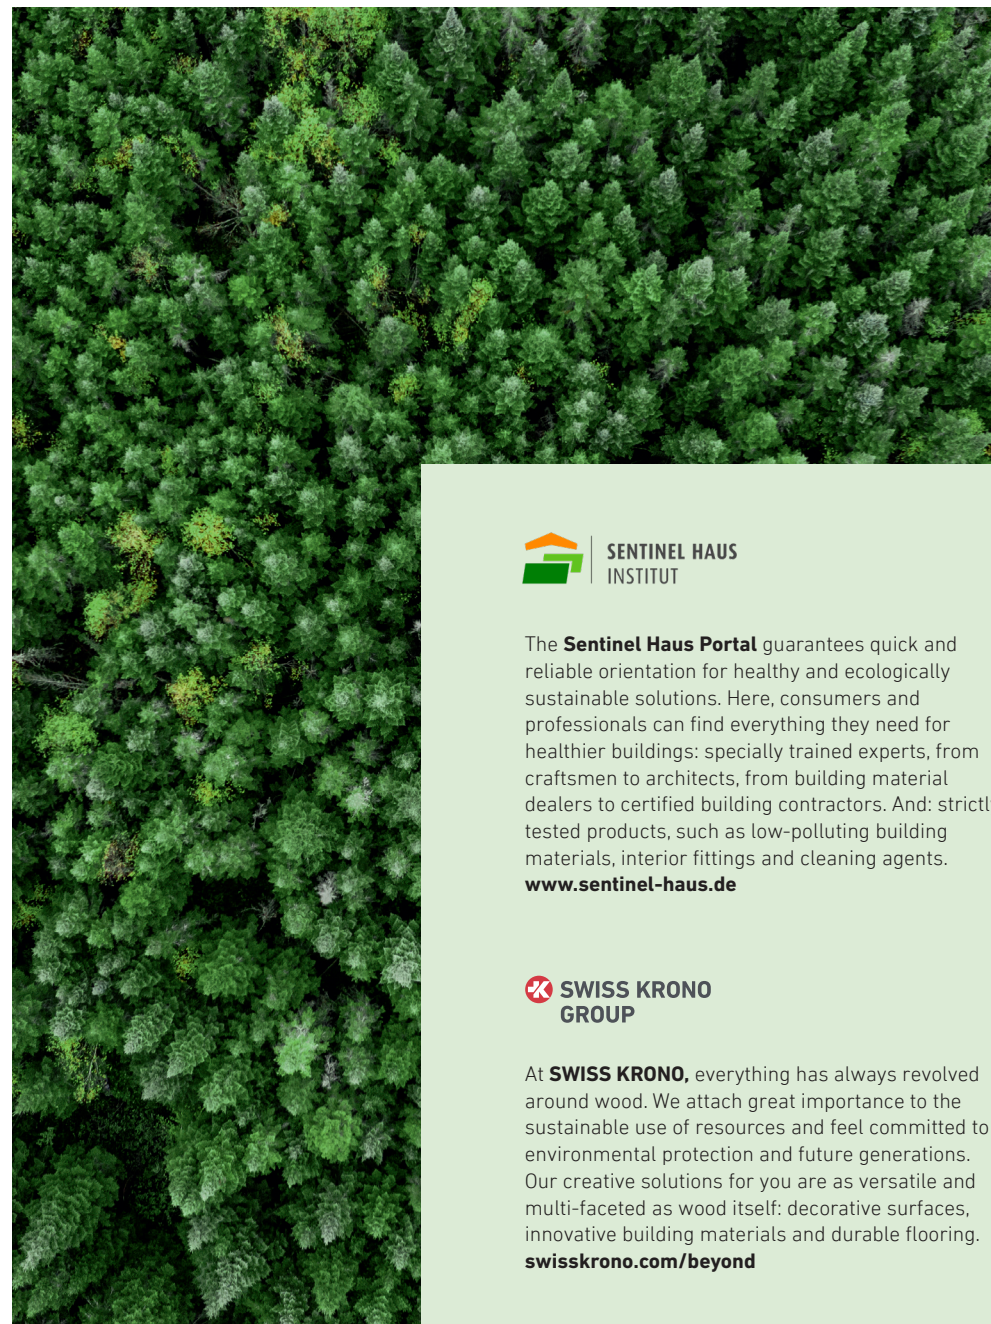 SENTINEL HAUS
INSTITUT
The Sentinel Haus Portal guarantees quick and
reliable orientation for healthy and ecologically
sustainable solutions. Here, consumers and
professionals can find everything they need for
healthier buildings: specially trained experts, from
craftsmen to architects, from building material
dealers to certified building contractors. And: strictl
tested products, such as low-polluting building
materials, interior fittings and cleaning agents.
www.sentinel-haus.de
SWISS KRONO
GROUP
At SWISS KRONO, everything has always revolved
around wood. We attach great importance to the
sustainable use of resources and feel committed to
environmental protection and future generations.
Our creative solutions for you are as versatile and
multi-faceted as wood itself: decorative surfaces,
innovative building materials and durable flooring.
swisskrono.com/beyond